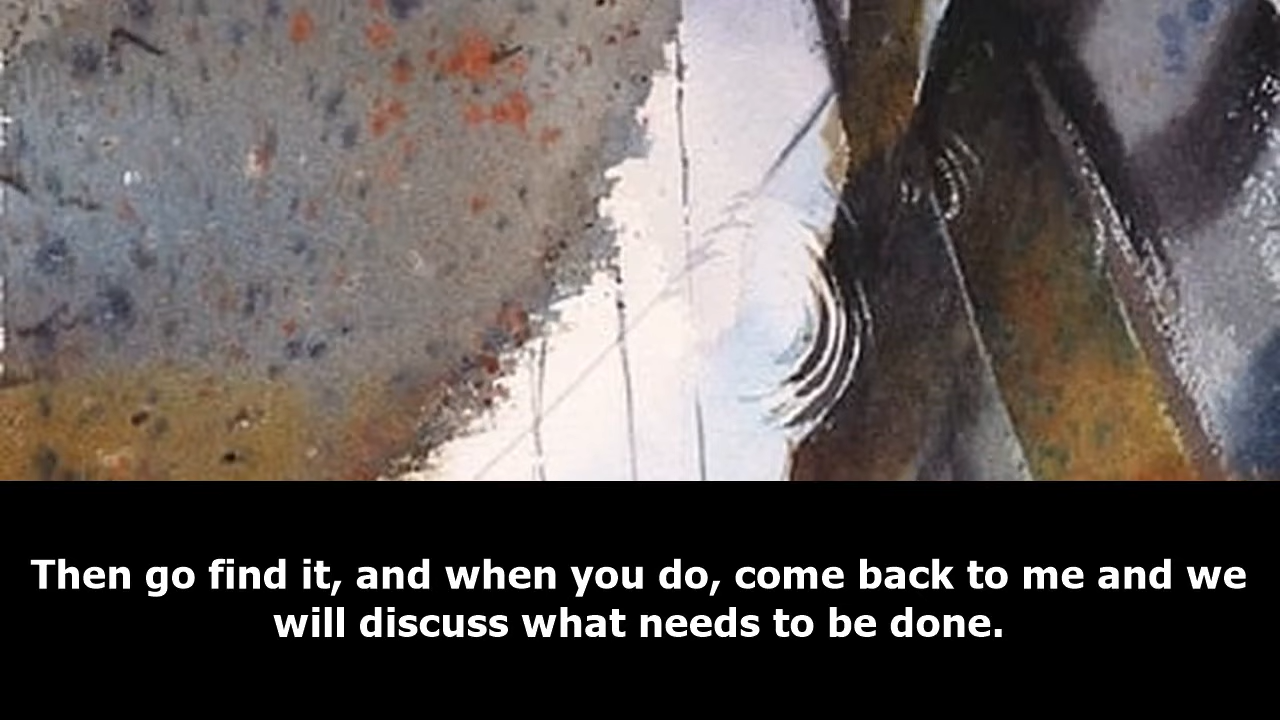 Then go find it, and when you do, come back to me and we
will discuss what needs to be done.